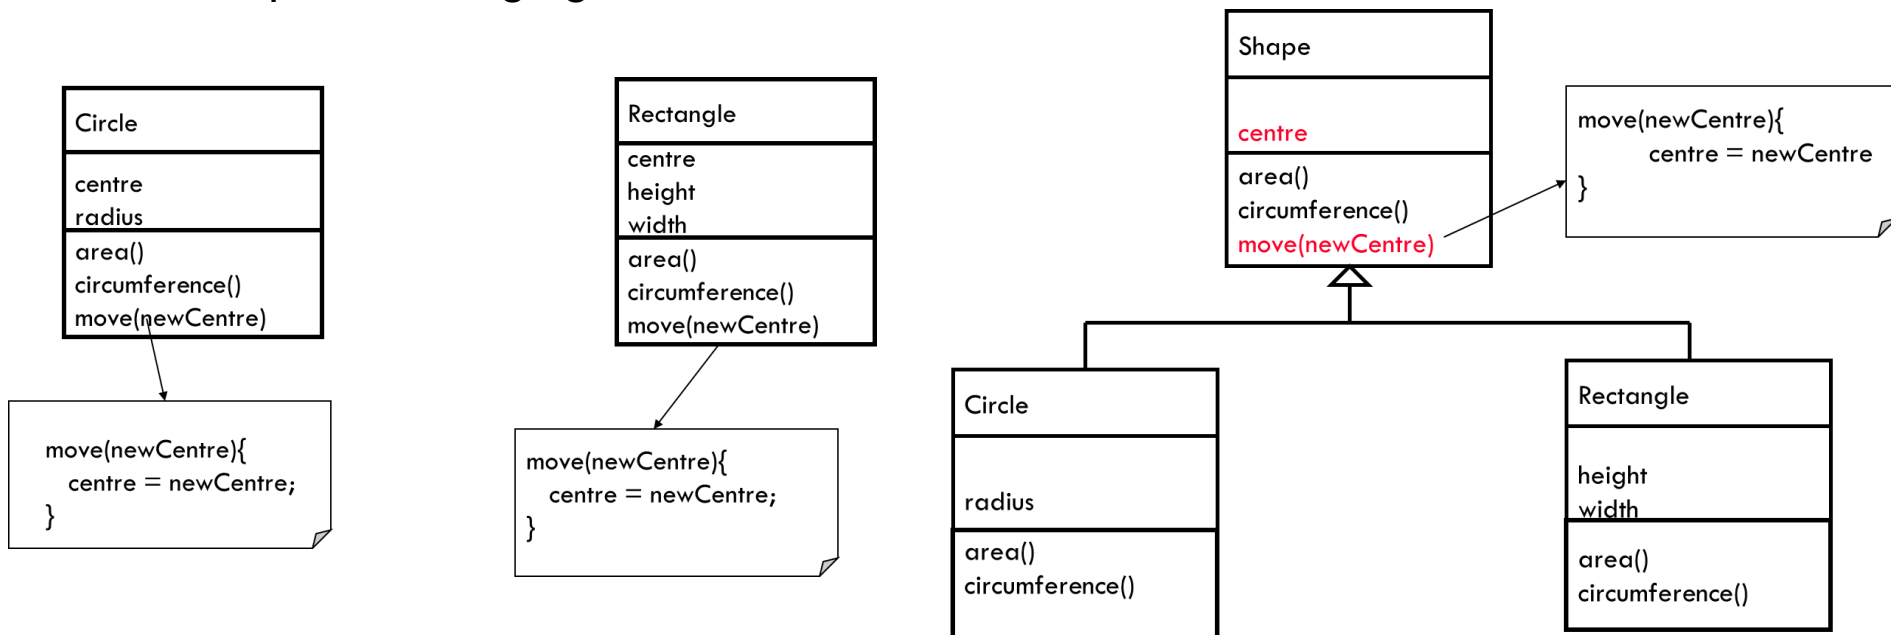 Circle
centre
radius
area()
circumference()
move(newCentre)
move(newCentre){
centre = newCentre;
}
Rectangle
centre
height
width
area()
circumference()
move(newCentre)
move(newCentre){
centre = newCentre;
}
Shape
centre
area()
circumference()
move(newCentre)
move(newCentre){
centre = newCentre
}
Circle
radius
area()
circumference()
Rectangle
height
width
area()
circumference()